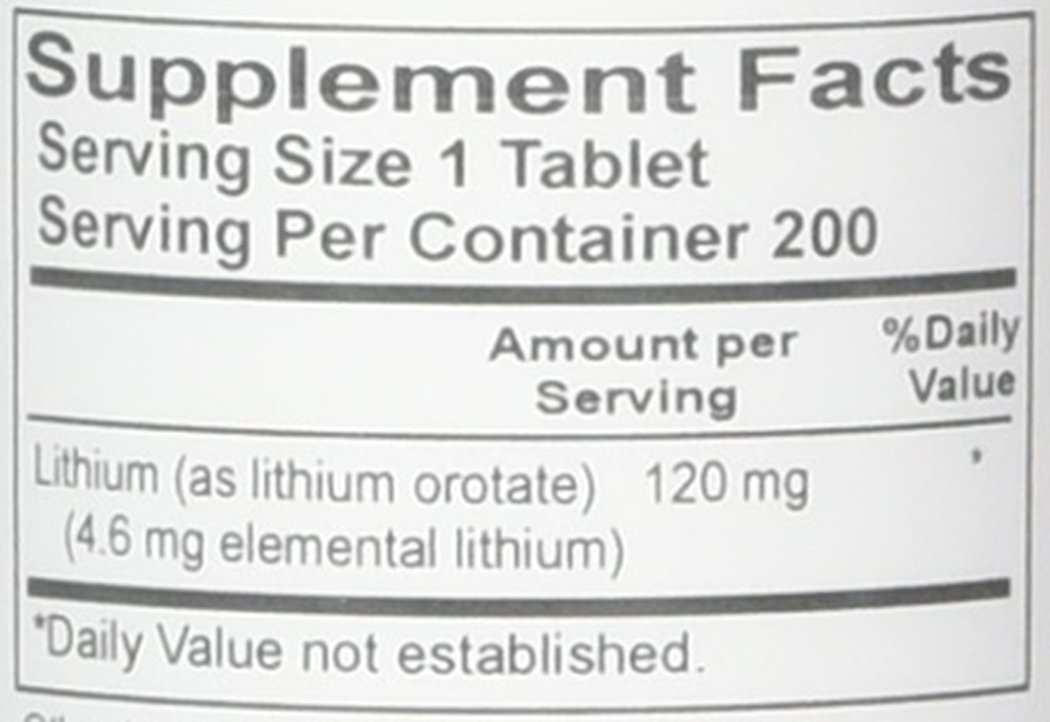 Supplement Facts
Serving Size 1 Tablet
Serving Per Container 200
Amount per %Daily
Serving Value
Lithium (as lithium orotate) 120 mg *
(4.6 mg elemental lithium)
*Daily Value not established.